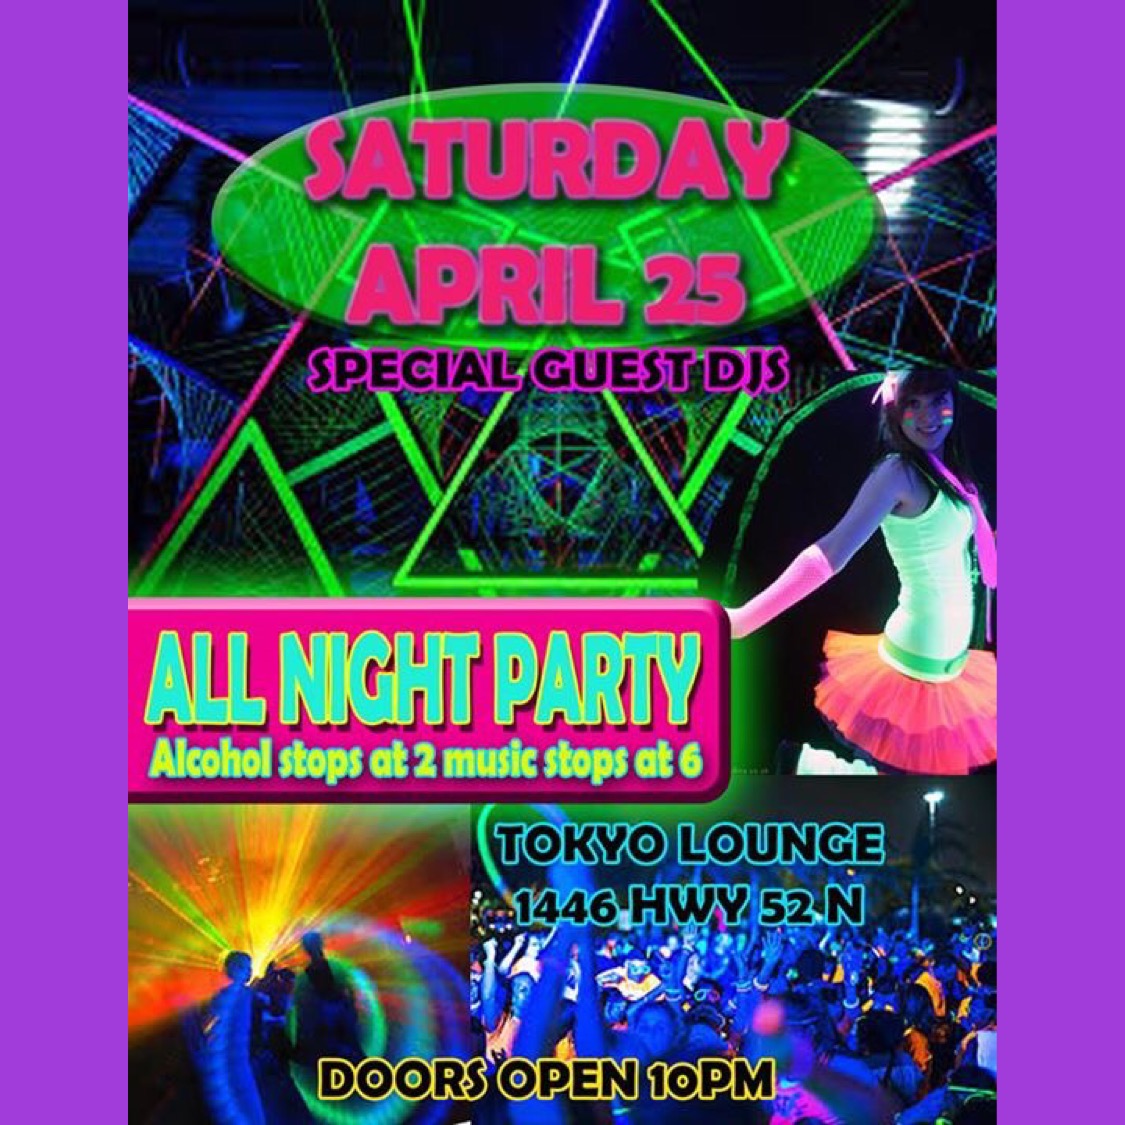 SATURDAY
APRIL 25
SPECIAL GUEST DJS
ALL NIGHT PARTY
Alcohol stops at 2 music stops at 6
TOKYO LOUNGE
1446 HWY 52 N
DOORS OPEN 10PM